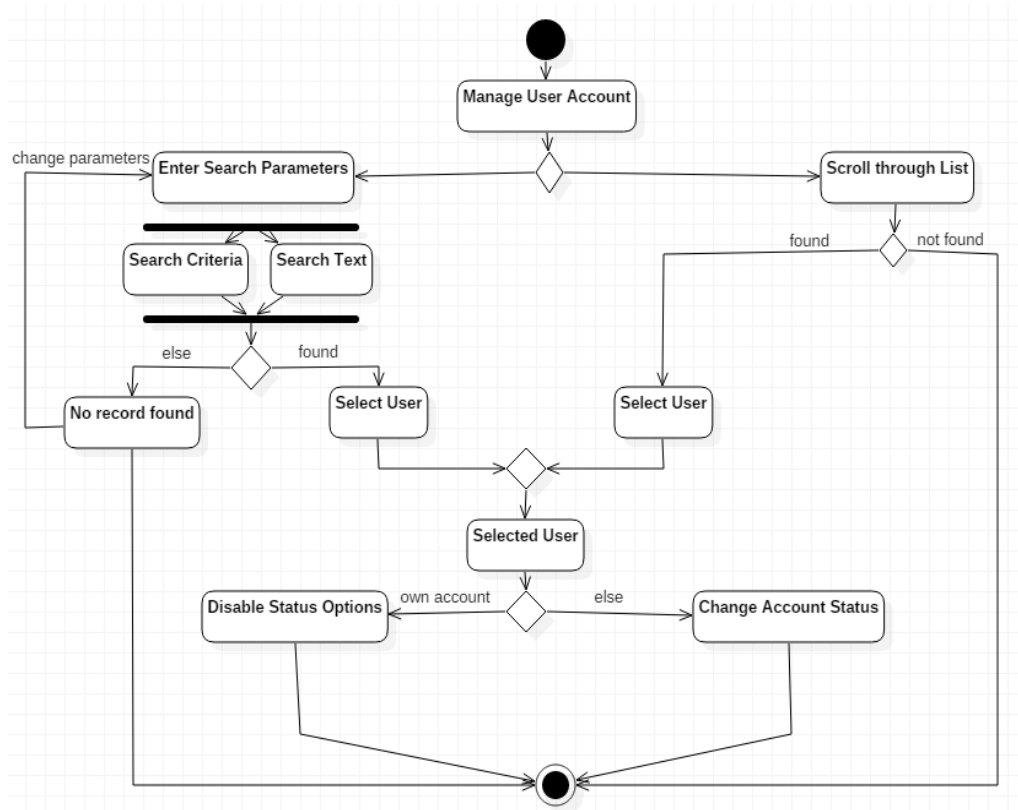 Manage User Account
change parameters
Enter Search Parameters
Scroll through List
found
not found
Search Criteria
Search Text
else
found
No record found
Select User
Select User
Selected User
own account
else
Disable Status Options
Change Account Status